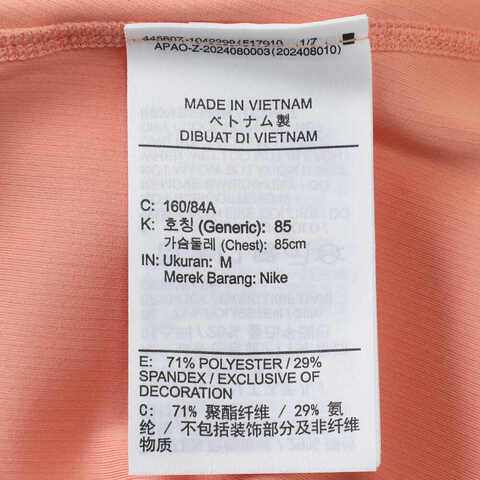 APAO-Z-2024080003 (202408010)
MADE IN VIETNAM
ベトナム製
DIBUAT DI VIETNAM
C: 160/84A
K: 호칭 (Generic): 85
가슴둘레 (Chest): 85cm
IN: Ukuran: M
Merek Barang: Nike
E: 71% POLYESTER / 29%
SPANDEX / EXCLUSIVE OF
DECORATION
C: 71% 聚酯纤维 / 29% 氨
纶 / 不包括装饰部分及非纤维
物质